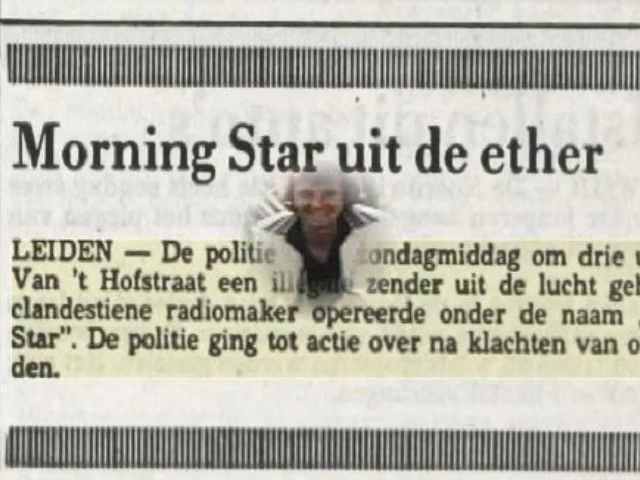 Morning Star uit de ether
LEIDEN — De politie zondagmiddag om drie
Van 't Hofstraat een illegale zender uit de lucht
clandestiene radiomaker opereerde onder de naam
Star". De politie ging tot actie over na klachten van
den.